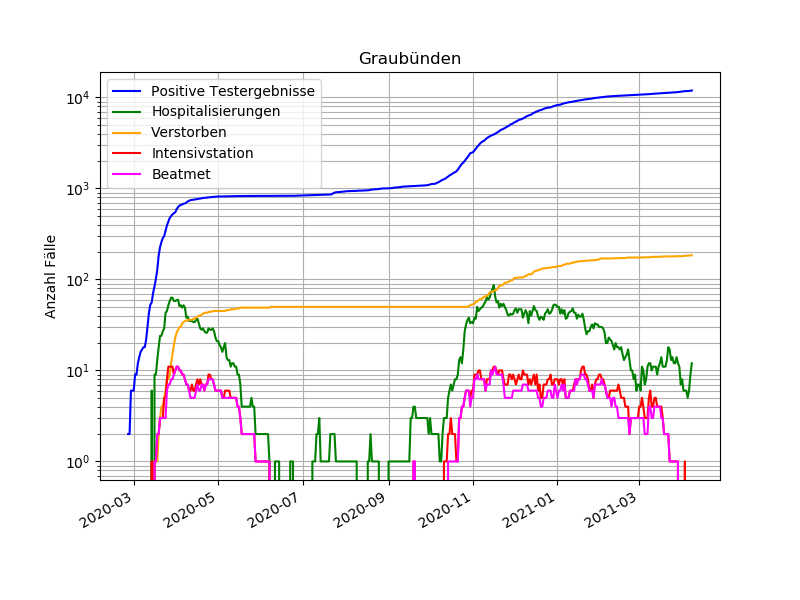 Graubünden
Anzahl Fälle
10^4
10^3
10^2
10^1
10^0
Positive Testergebnisse
Hospitalisierungen
Verstorben
Intensivstation
Beatmet
2020-03
2020-05
2020-07
2020-09
2020-11
2021-01
2021-03